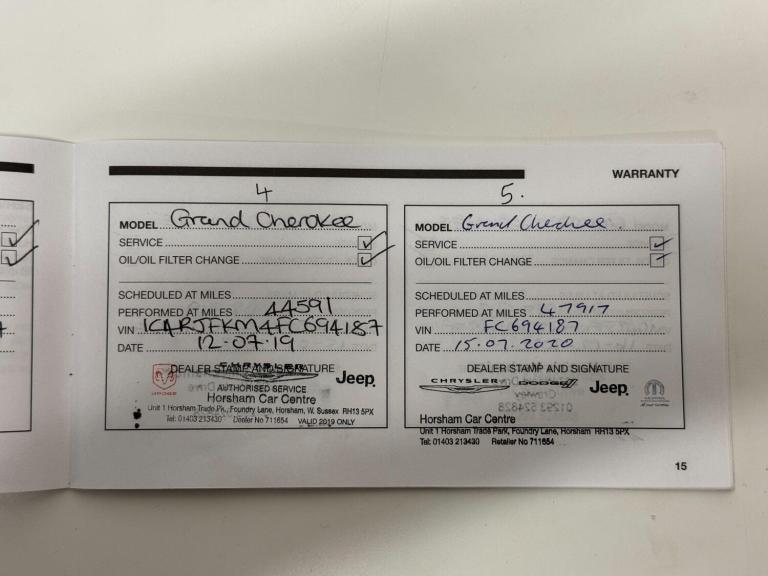 WARRANTY
4
MODEL Grand Cherokee
SERVICE
OIL/OIL FILTER CHANGE
SCHEDULED AT MILES
PERFORMED AT MILES 44591
VIN 1C4RJFKM4FC694187
DATE 12-07-19
DEALER STAMP AND SIGNATURE
CHRYSLER
Jeep
AUTHORISED SERVICE
Horsham Car Centre
Unit 1 Horsham Trade Pk, Foundry Lane, Horsham, W. Sussex RH13 5PX
Tel: 01403 213430 Dealer No 711654 VALID 2019 ONLY
5.
MODEL Grand Cherokee.
SERVICE
OIL/OIL FILTER CHANGE
SCHEDULED AT MILES
PERFORMED AT MILES 47917
VIN FC694187
DATE 15.07.2020
DEALER STAMP AND SIGNATURE
CHRYSLER DODGE Jeep
Horsham Car Centre
Unit 1 Horsham Trade Park, Foundry Lane, Horsham RH13 5PX
Tel: 01403 213430 Retailer No 711654
15